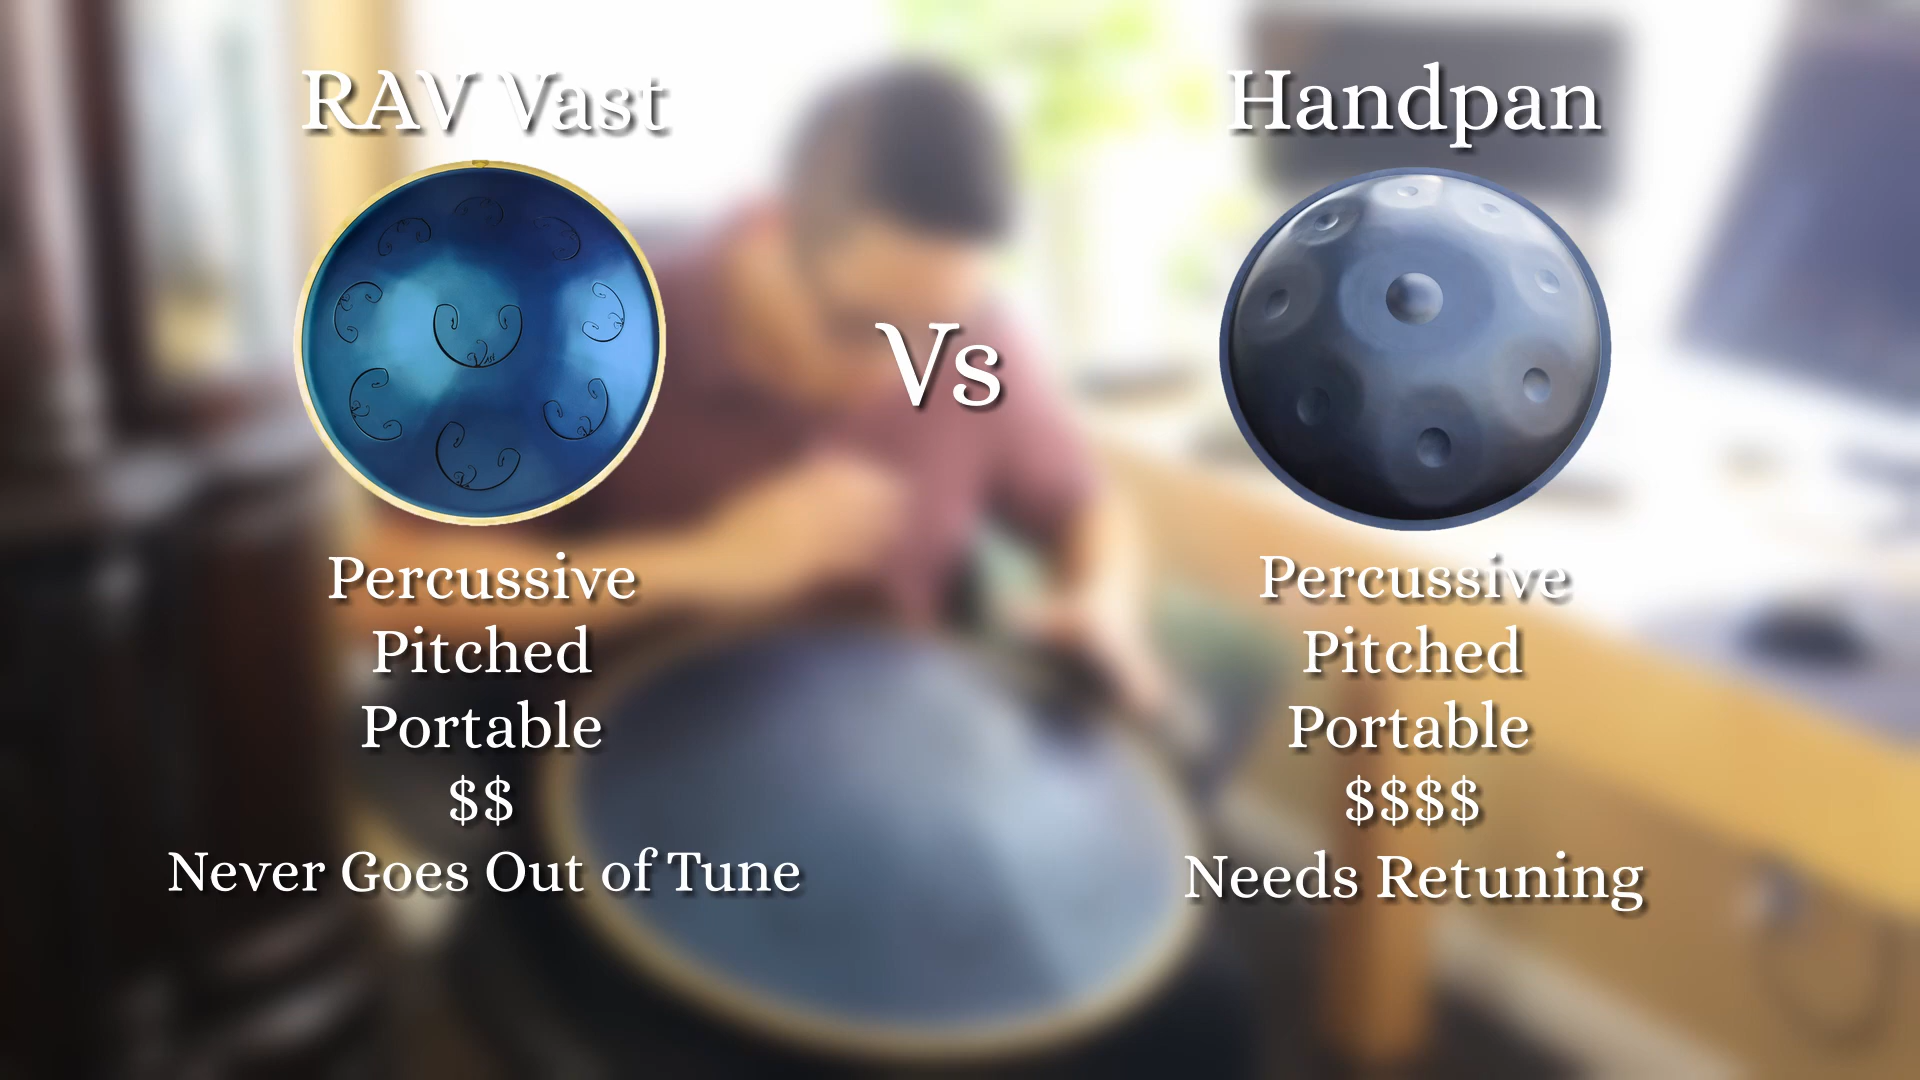 RAV Vast
Percussive
Pitched
Portable
$$
Never Goes Out of Tune
Vs
Handpan
Percussive
Pitched
Portable
$$$$
Needs Retuning